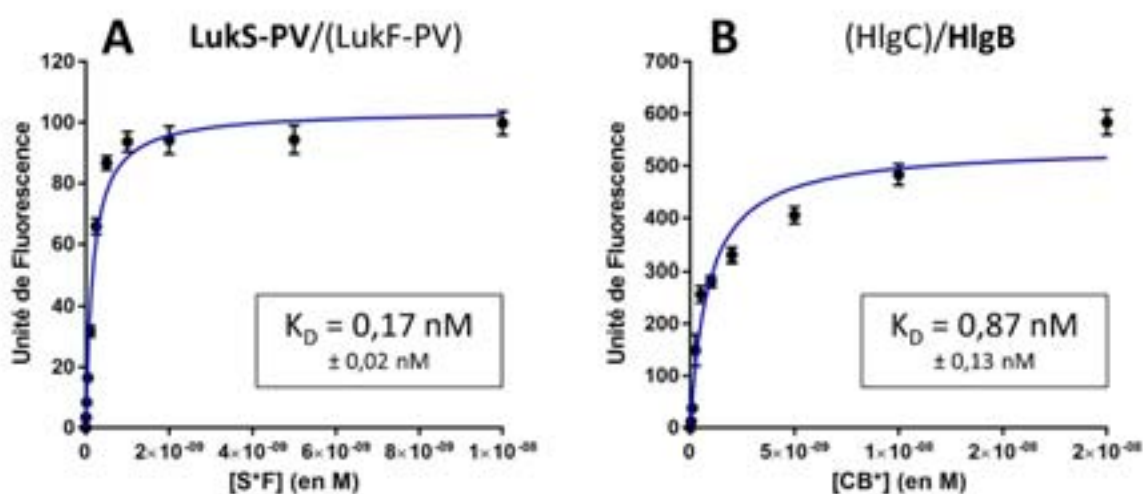 A LukS-PV/(LukF-PV)
Unité de Fluorescence
120
100
80
60
40
20
0
K_D = 0,17 nM
± 0,02 nM
0 2×10⁻⁰⁹ 4×10⁻⁰⁹ 6×10⁻⁰⁹ 8×10⁻⁰⁹ 1×10⁻⁰⁸
[S*F] (en M)
B (HlgC)/HlgB
Unité de Fluorescence
700
600
500
400
300
200
100
0
K_D = 0,87 nM
± 0,13 nM
0 5×10⁻⁰⁹ 1×10⁻⁰⁸ 2×10⁻⁰⁸ 2×10⁻⁰⁸
[CB*] (en M)